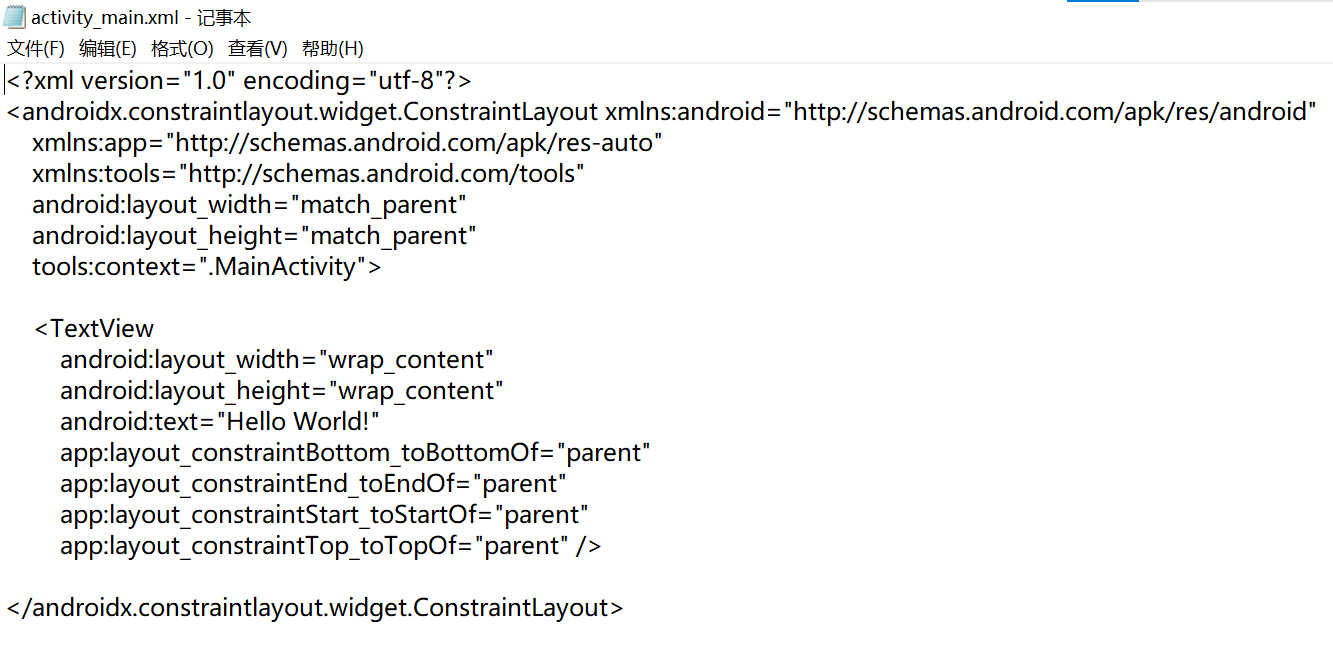 activity_main.xml - 记事本
文件(F) 编辑(E) 格式(O) 查看(V) 帮助(H)
<?xml version="1.0" encoding="utf-8"?>
<androidx.constraintlayout.widget.ConstraintLayout xmlns:android="http://schemas.android.com/apk/res/android"
    xmlns:app="http://schemas.android.com/apk/res-auto"
    xmlns:tools="http://schemas.android.com/tools"
    android:layout_width="match_parent"
    android:layout_height="match_parent"
    tools:context=".MainActivity">

    <TextView
        android:layout_width="wrap_content"
        android:layout_height="wrap_content"
        android:text="Hello World!"
        app:layout_constraintBottom_toBottomOf="parent"
        app:layout_constraintEnd_toEndOf="parent"
        app:layout_constraintStart_toStartOf="parent"
        app:layout_constraintTop_toTopOf="parent" />

</androidx.constraintlayout.widget.ConstraintLayout>